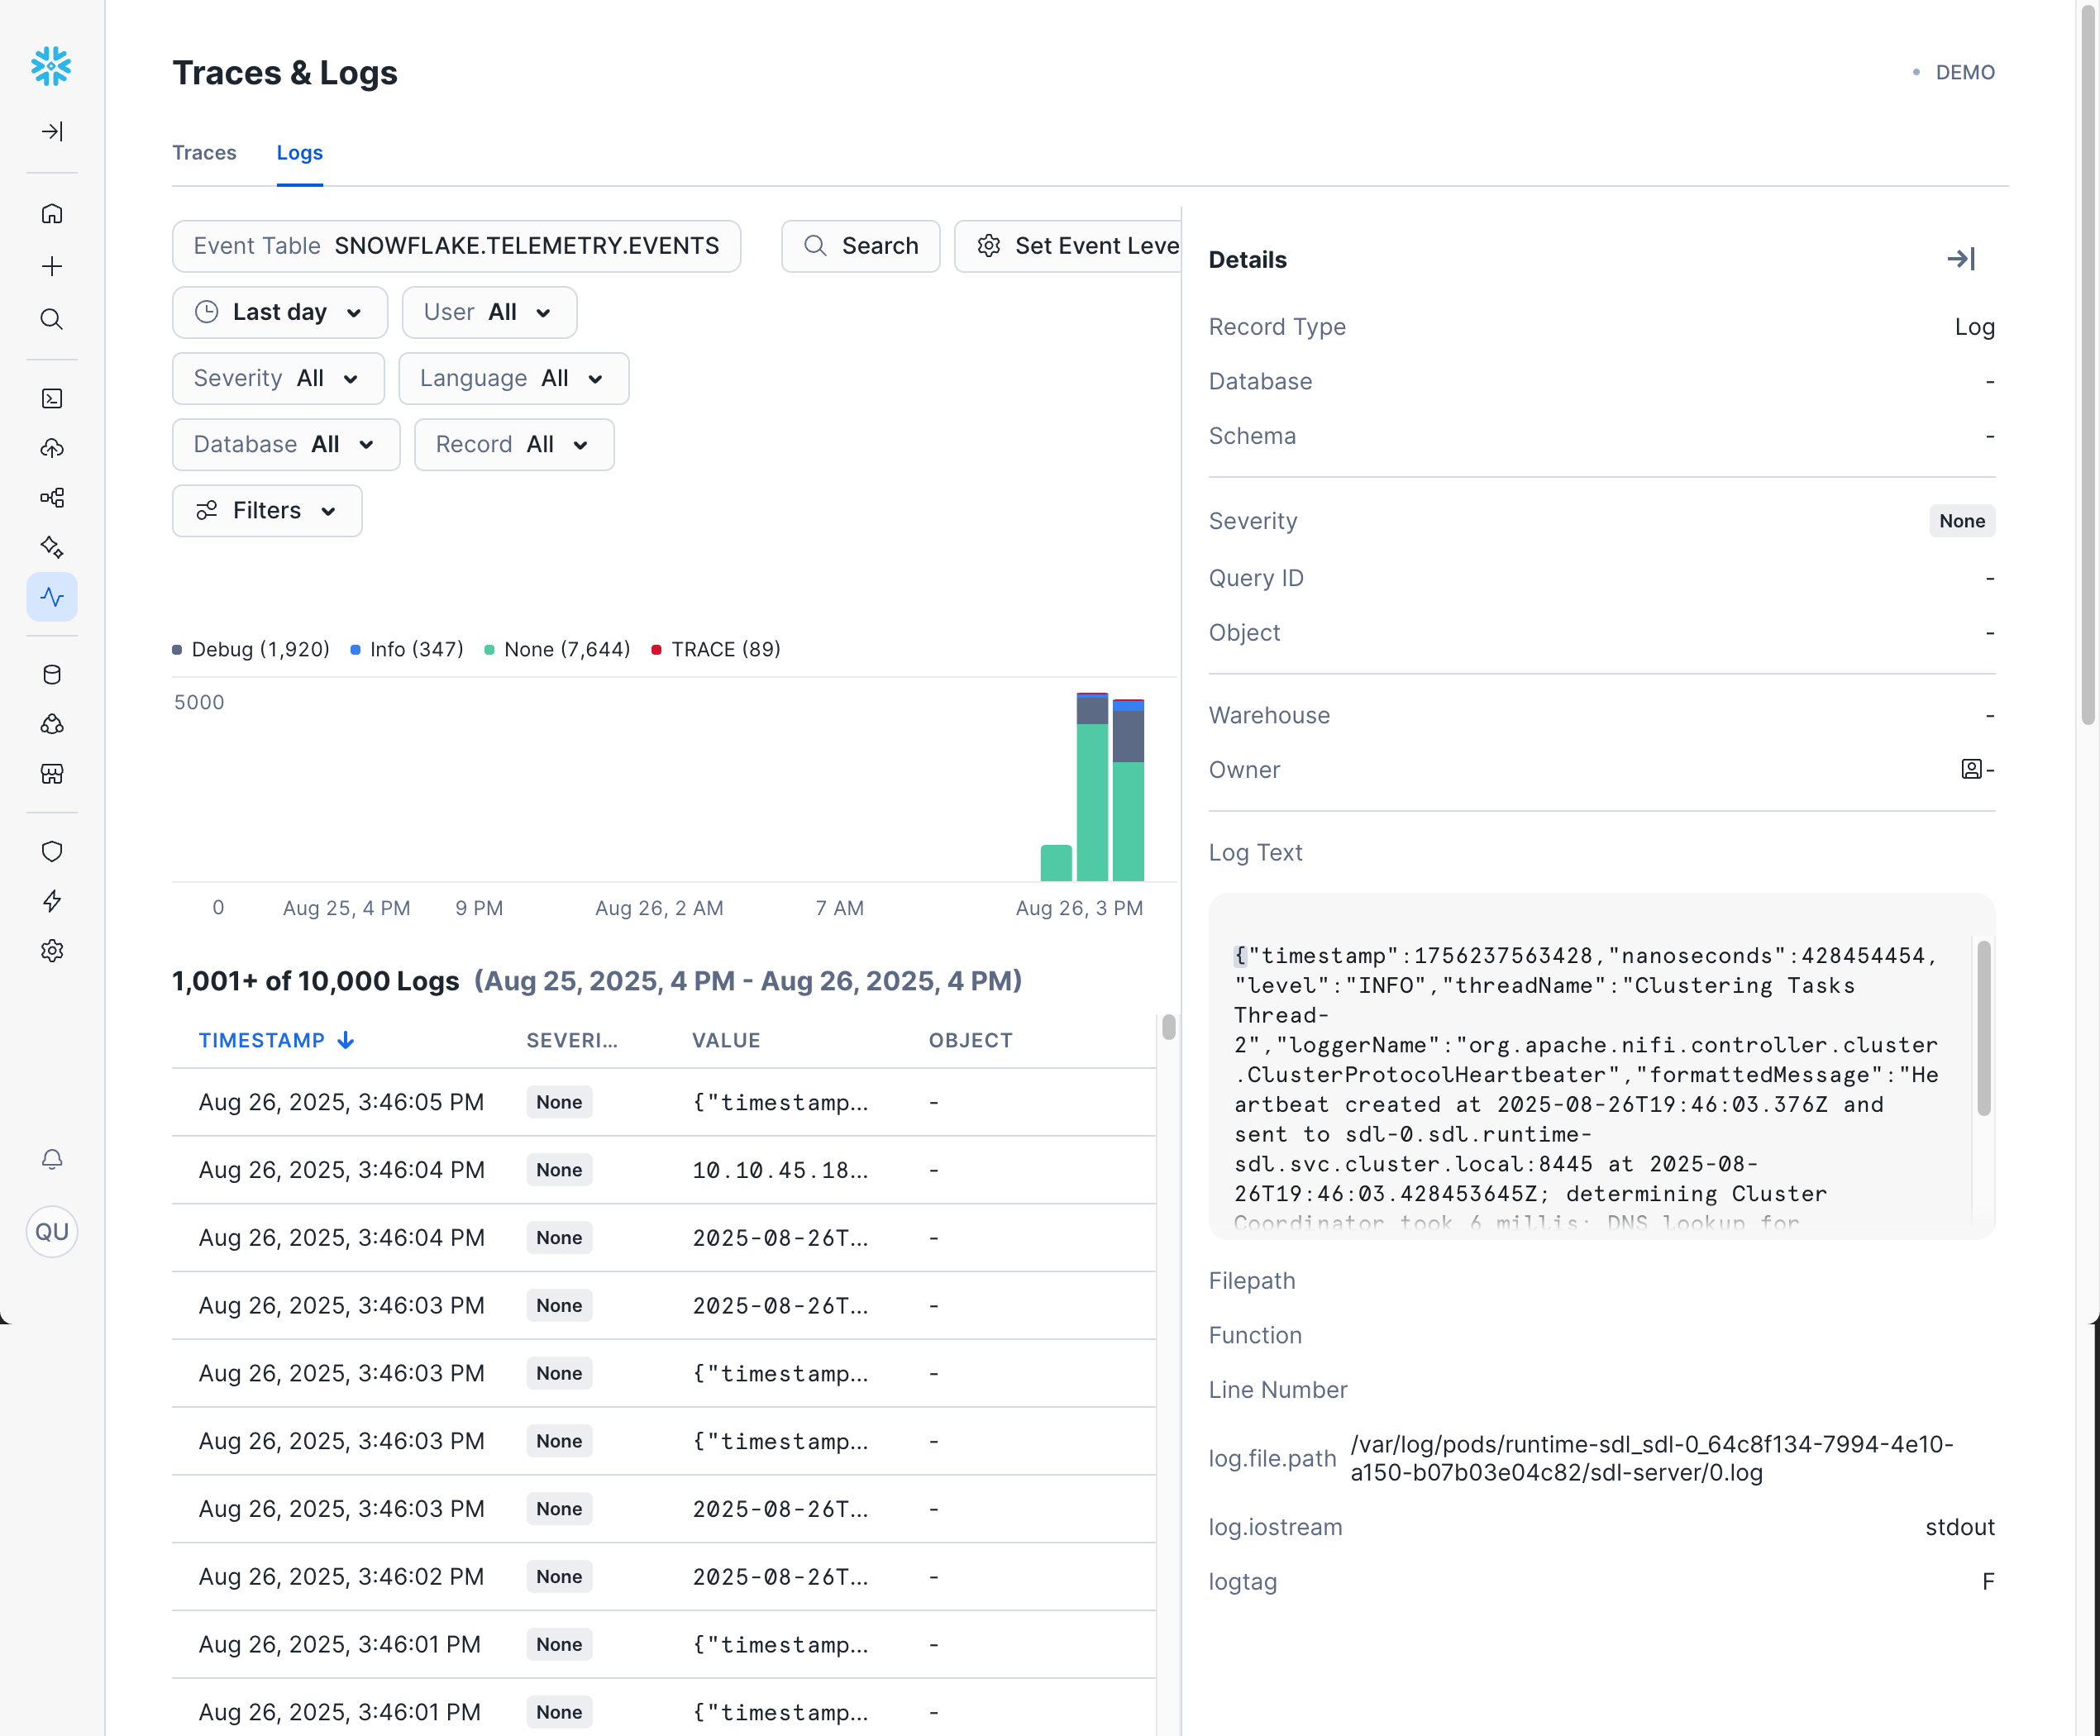 Traces & Logs
DEMO
Traces Logs
Event Table SNOWFLAKE.TELEMETRY.EVENTS
Search
Set Event Leve
Last day
User All
Severity All
Language All
Database All
Record All
Filters
Debug (1,920) Info (347) None (7,644) TRACE (89)
5000
0 Aug 25, 4 PM 9 PM Aug 26, 2 AM 7 AM Aug 26, 3 PM
1,001+ of 10,000 Logs (Aug 25, 2025, 4 PM - Aug 26, 2025, 4 PM)
TIMESTAMP SEVERI... VALUE OBJECT
Aug 26, 2025, 3:46:05 PM None {"timestamp... -
Aug 26, 2025, 3:46:04 PM None 10.10.45.18... -
Aug 26, 2025, 3:46:04 PM None 2025-08-26T... -
Aug 26, 2025, 3:46:03 PM None 2025-08-26T... -
Aug 26, 2025, 3:46:03 PM None {"timestamp... -
Aug 26, 2025, 3:46:03 PM None {"timestamp... -
Aug 26, 2025, 3:46:03 PM None 2025-08-26T... -
Aug 26, 2025, 3:46:02 PM None 2025-08-26T... -
Aug 26, 2025, 3:46:01 PM None {"timestamp... -
Aug 26, 2025, 3:46:01 PM None {"timestamp... -
QU
Details
Record Type Log
Database -
Schema -
Severity None
Query ID -
Object -
Warehouse -
Owner -
Log Text
{"timestamp":1756237563428,"nanoseconds":428454454,
"level":"INFO","threadName":"Clustering Tasks
Thread-
2","loggerName":"org.apache.nifi.controller.cluster
.ClusterProtocolHeartbeater","formattedMessage":"He
artbeat created at 2025-08-26T19:46:03.376Z and
sent to sdl-0.sdl.runtime-
sdl.svc.cluster.local:8445 at 2025-08-
26T19:46:03.428453645Z; determining Cluster
Coordinator took 6 millis; DNS lookup for
Filepath
Function
Line Number
log.file.path /var/log/pods/runtime-sdl_sdl-0_64c8f134-7994-4e10-
a150-b07b03e04c82/sdl-server/0.log
log.iostream stdout
logtag F